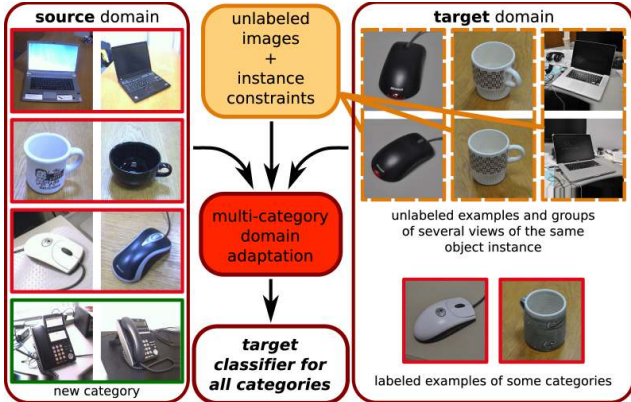 source domain
new category
unlabeled
images
+
instance
constraints
multi-category
domain
adaptation
target
classifier for
all categories
target domain
unlabeled examples and groups
of several views of the same
object instance
labeled examples of some categories